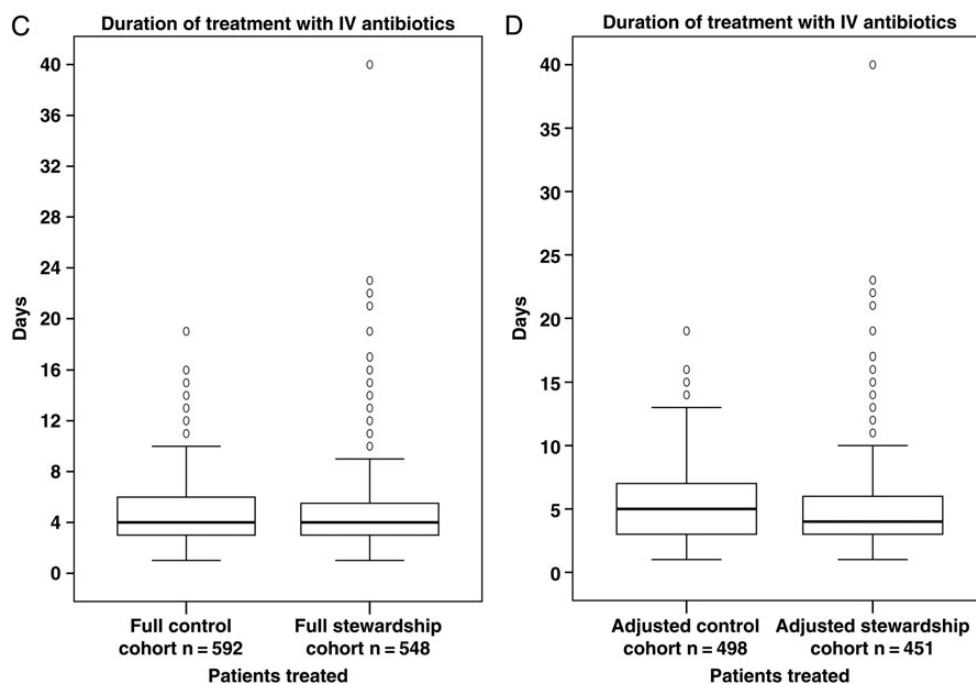 C
Duration of treatment with IV antibiotics
40
36
32
28
24
20
16
12
8
4
0
Days
Full control
cohort n = 592
Full stewardship
cohort n = 548
Patients treated
D
Duration of treatment with IV antibiotics
40
35
30
25
20
15
10
5
0
Days
Adjusted control
cohort n = 498
Adjusted stewardship
cohort n = 451
Patients treated